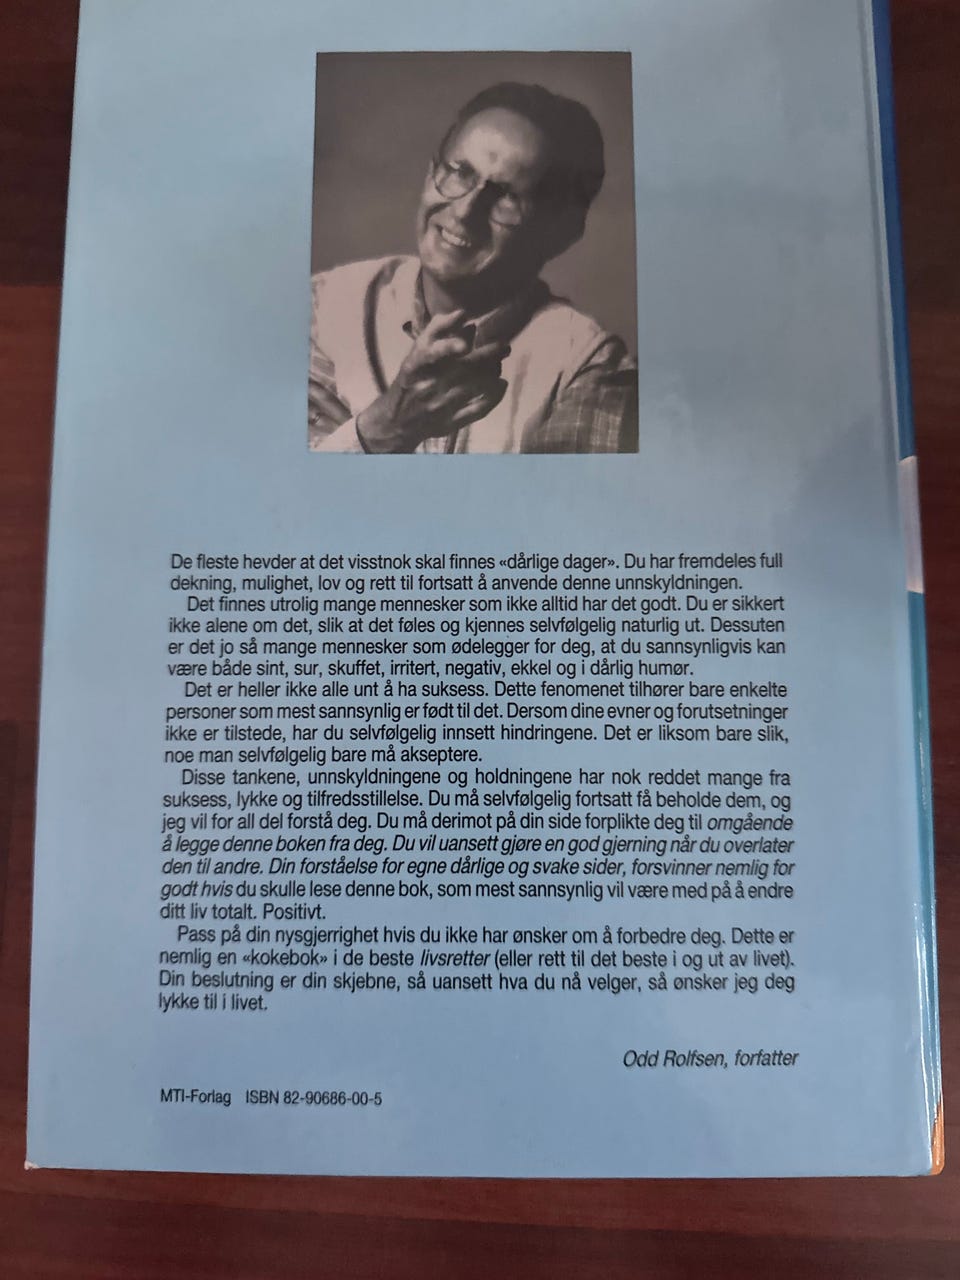 De fleste hevder at det visstnok skal finnes «dårlige dager». Du har fremdeles full
dekning, mulighet, lov og rett til fortsatt å anvende denne unnskyldningen.
Det finnes utrolig mange mennesker som ikke alltid har det godt. Du er sikkert
ikke alene om det, slik at det føles og kjennes selvfølgelig naturlig ut. Dessuten
er det jo så mange mennesker som ødelegger for deg, at du sannsynligvis kan
være både sint, sur, skuffet, irritert, negativ, ekkel og i dårlig humør.
Det er heller ikke alle unt å ha suksess. Dette fenomenet tilhører bare enkelte
personer som mest sannsynlig er født til det. Dersom dine evner og forutsetninger
ikke er tilstede, har du selvfølgelig innsett hindringene. Det er liksom bare slik,
noe man selvfølgelig bare må akseptere.
Disse tankene, unnskyldningene og holdningene har nok reddet mange fra
suksess, lykke og tilfredsstillelse. Du må selvfølgelig fortsatt få beholde dem, og
jeg vil for all del forstå deg. Du må derimot på din side forplikte deg til omgående
å legge denne boken fra deg. Du vil uansett gjøre en god gjerning når du overlater
den til andre. Din forståelse for egne dårlige og svake sider, forsvinner nemlig for
godt hvis du skulle lese denne bok, som mest sannsynlig vil være med på å endre
ditt liv totalt. Positivt.
Pass på din nysgjerrighet hvis du ikke har ønsker om å forbedre deg. Dette er
nemlig en «kokebok» i de beste livsretter (eller rett til det beste i og ut av livet).
Din beslutning er din skjebne, så uansett hva du nå velger, så ønsker jeg deg
lykke til i livet.
Odd Rolfsen, forfatter
MTI-Forlag ISBN 82-90686-00-5